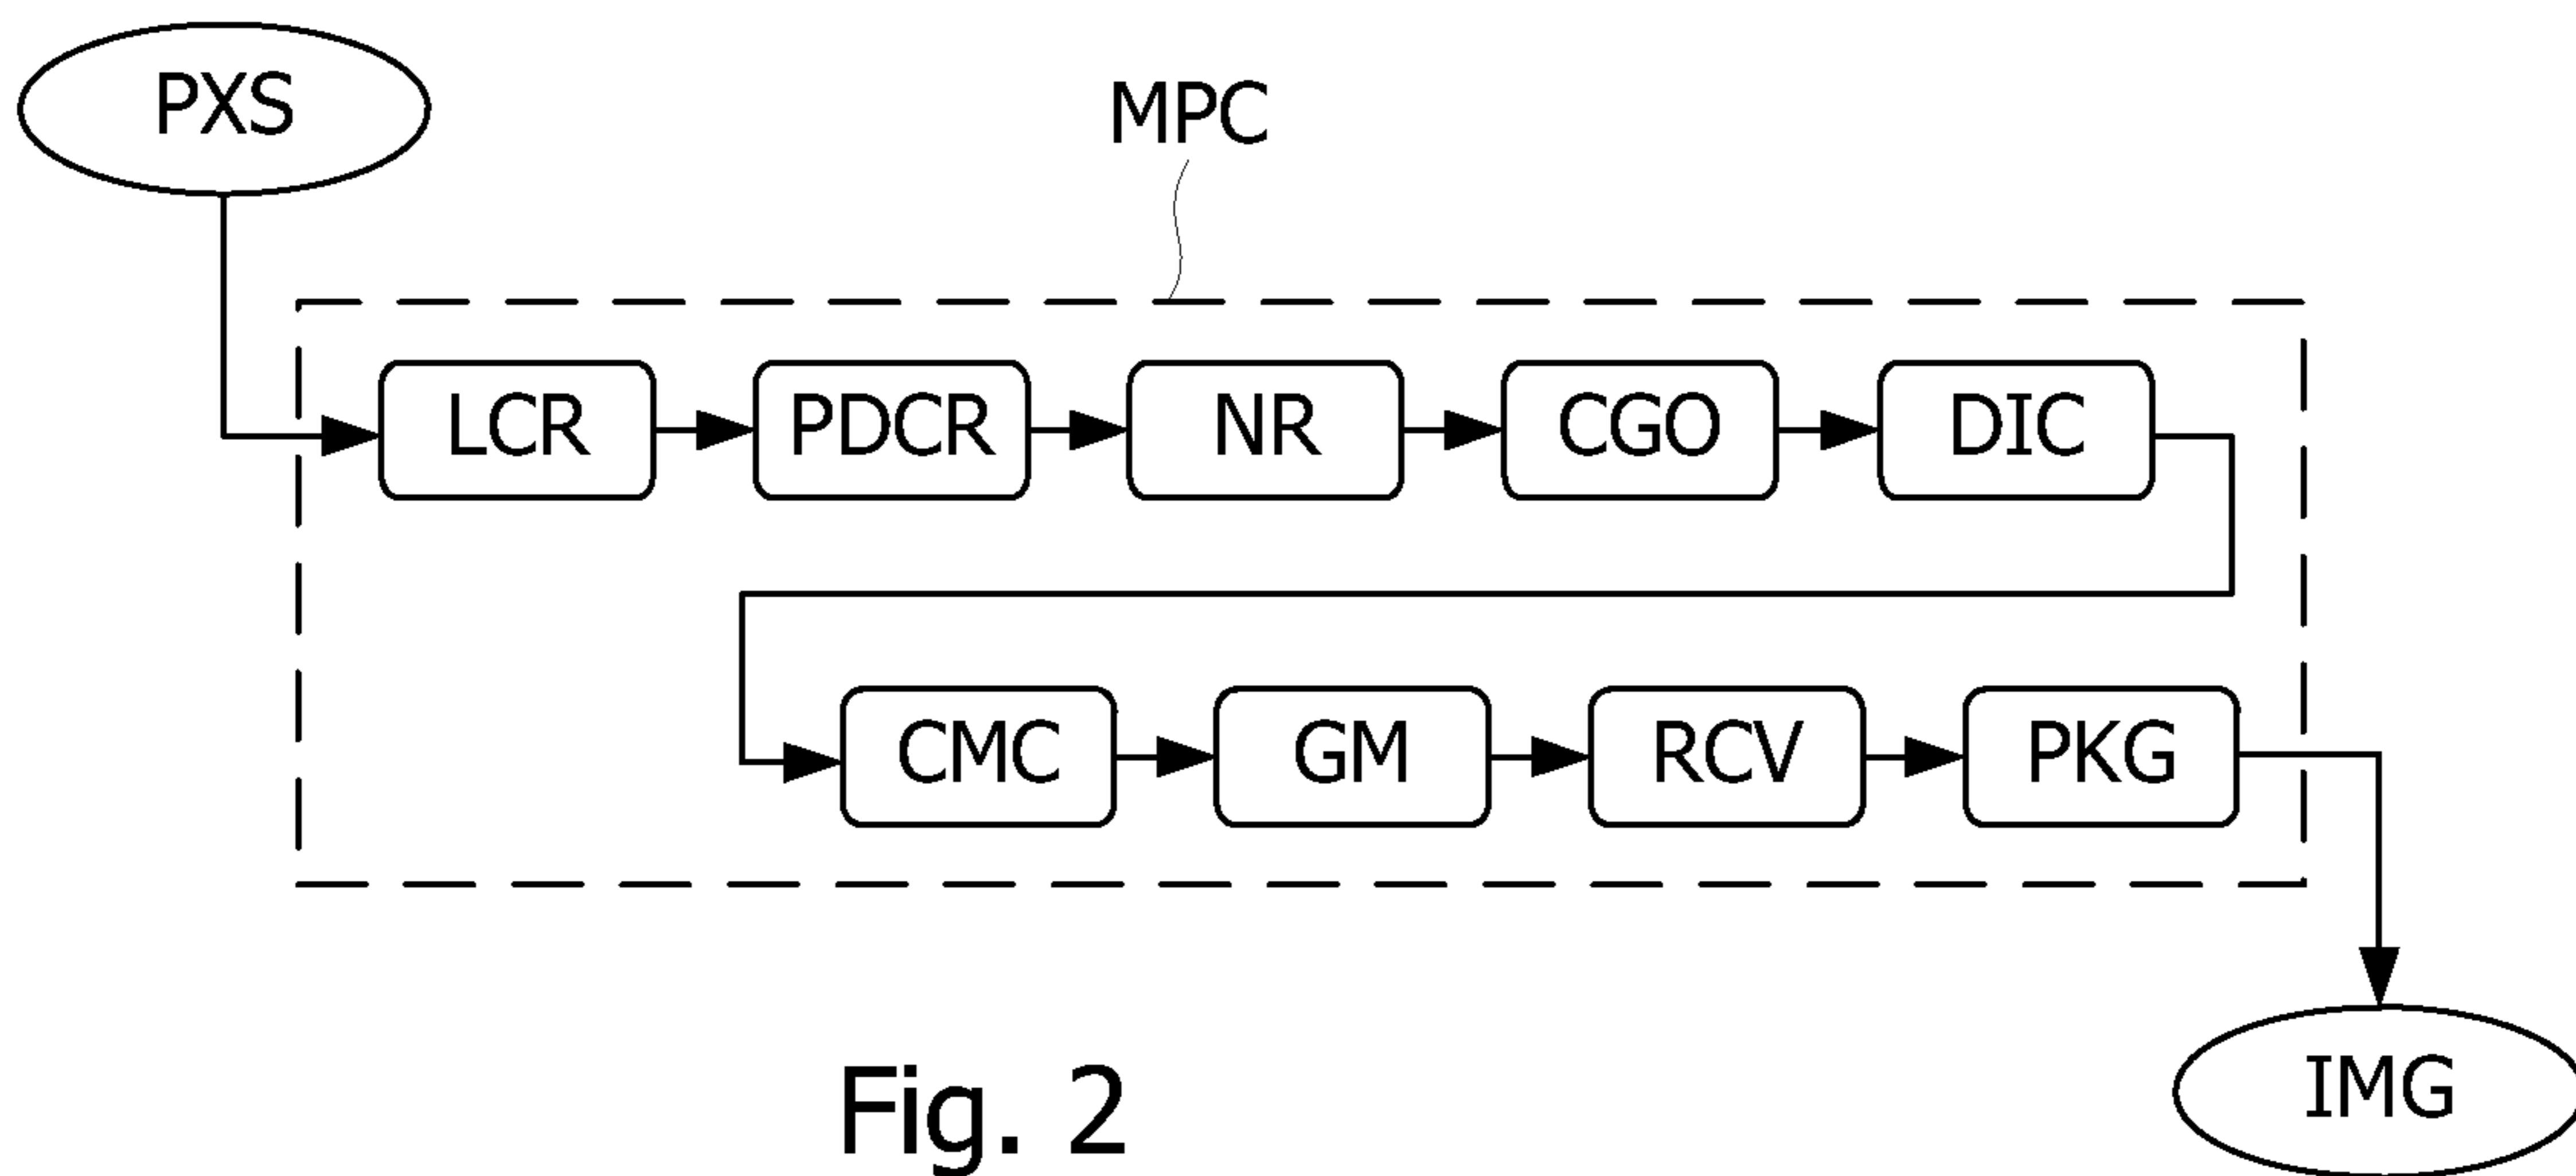 PXS
MPC
LCR PDCR NR CGO DIC
CMC GM RCV PKG
IMG
Fig. 2